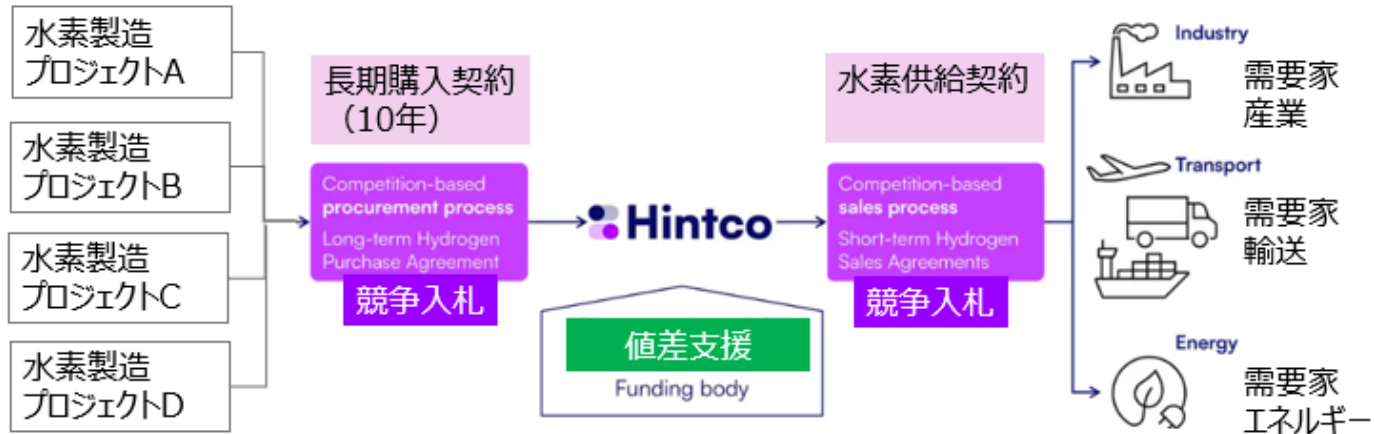 水素製造
プロジェクトA
水素製造
プロジェクトB
水素製造
プロジェクトC
水素製造
プロジェクトD
長期購入契約
（10年）
Competition-based
procurement process
Long-term Hydrogen
Purchase Agreement
競争入札
Hintco
値差支援
Funding body
水素供給契約
Competition-based
sales process
Short-term Hydrogen
Sales Agreements
競争入札
Industry
需要家
産業
Transport
需要家
輸送
Energy
需要家
エネルギー